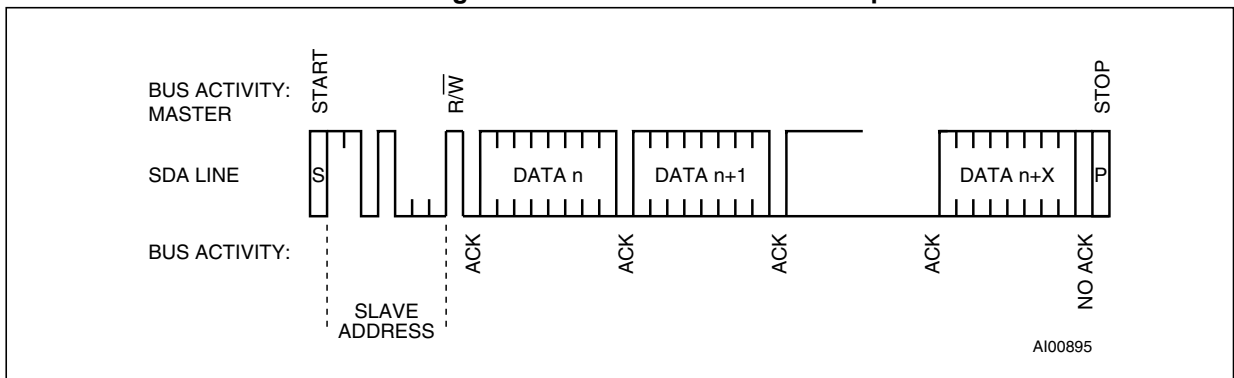 START
R/W
STOP
BUS ACTIVITY:
MASTER
SDA LINE
S
DATA n
DATA n+1
DATA n+X
P
BUS ACTIVITY:
ACK
ACK
ACK
ACK
NO ACK
SLAVE
ADDRESS
AI00895